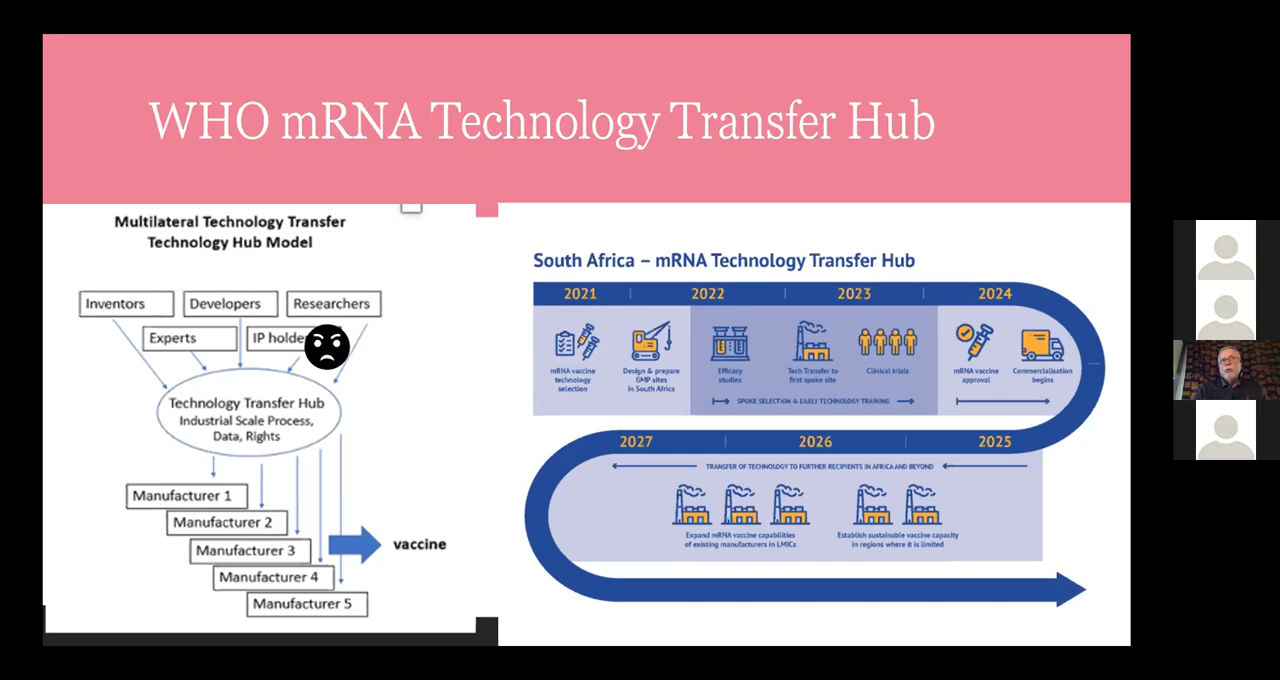 WHO mRNA Technology Transfer Hub
Multilateral Technology Transfer
Technology Hub Model
Inventors
Developers
Researchers
Experts
IP holde
Technology Transfer Hub
Industrial Scale Process,
Data, Rights
Manufacturer 1
Manufacturer 2
Manufacturer 3
Manufacturer 4
Manufacturer 5
vaccine
South Africa – mRNA Technology Transfer Hub
2021
2022
2023
2024
mRNA vaccine
technology
selection
Design & prepare
GMP sites
in South Africa
Efficacy
studies
Tech Transfer to
first spoke site
Clinical trials
mRNA vaccine
approval
Commercialisation
begins
SPOKE SELECTION & EARLY TECHNOLOGY TRAINING
2027
2026
2025
TRANSFER OF TECHNOLOGY TO FURTHER RECIPIENTS IN AFRICA AND BEYOND
Expand mRNA vaccine capabilities
of existing manufacturers in LMICs
Establish sustainable vaccine capacity
in regions where it is limited